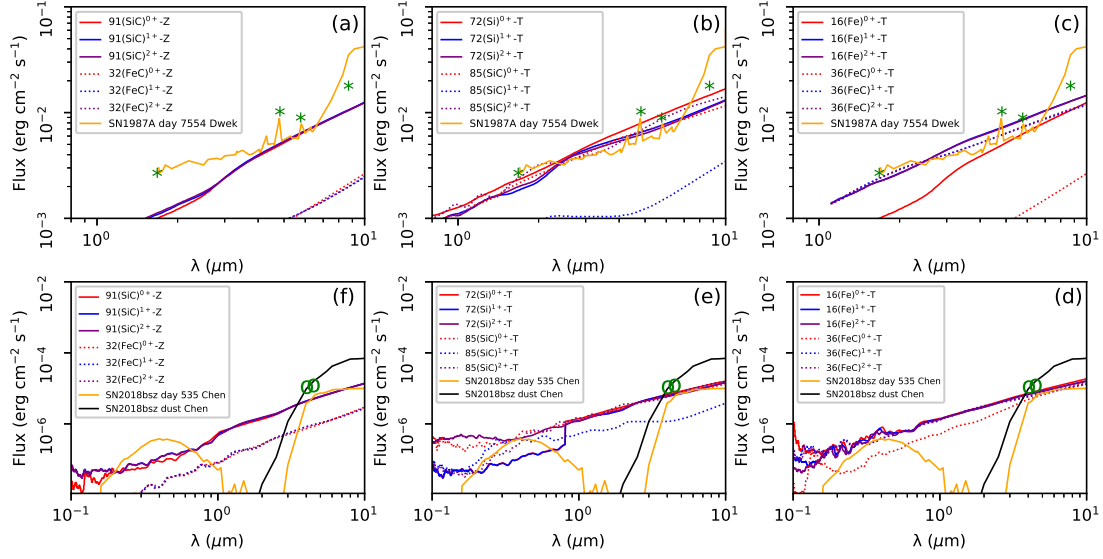 (a)
91(SiC)⁰⁺-Z
91(SiC)¹⁺-Z
91(SiC)²⁺-Z
32(FeC)⁰⁺-Z
32(FeC)¹⁺-Z
32(FeC)²⁺-Z
SN1987A day 7554 Dwek
Flux (erg cm⁻² s⁻¹)
10⁻¹
10⁻²
10⁻³
10⁰
10¹
λ (μm)
(b)
72(Si)⁰⁺-T
72(Si)¹⁺-T
72(Si)²⁺-T
85(SiC)⁰⁺-T
85(SiC)¹⁺-T
85(SiC)²⁺-T
SN1987A day 7554 Dwek
Flux (erg cm⁻² s⁻¹)
10⁻¹
10⁻²
10⁻³
10⁰
10¹
λ (μm)
(c)
16(Fe)⁰⁺-T
16(Fe)¹⁺-T
16(Fe)²⁺-T
36(FeC)⁰⁺-T
36(FeC)¹⁺-T
36(FeC)²⁺-T
SN1987A day 7554 Dwek
Flux (erg cm⁻² s⁻¹)
10⁻¹
10⁻²
10⁻³
10⁰
10¹
λ (μm)
(f)
91(SiC)⁰⁺-Z
91(SiC)¹⁺-Z
91(SiC)²⁺-Z
32(FeC)⁰⁺-Z
32(FeC)¹⁺-Z
32(FeC)²⁺-Z
SN2018bsz day 535 Chen
SN2018bsz dust Chen
Flux (erg cm⁻² s⁻¹)
10⁻²
10⁻⁴
10⁻⁶
10⁻¹
10⁰
10¹
λ (μm)
(e)
72(Si)⁰⁺-T
72(Si)¹⁺-T
72(Si)²⁺-T
85(SiC)⁰⁺-T
85(SiC)¹⁺-T
85(SiC)²⁺-T
SN2018bsz day 535 Chen
SN2018bsz dust Chen
Flux (erg cm⁻² s⁻¹)
10⁻²
10⁻⁴
10⁻⁶
10⁻¹
10⁰
10¹
λ (μm)
(d)
16(Fe)⁰⁺-T
16(Fe)¹⁺-T
16(Fe)²⁺-T
36(FeC)⁰⁺-T
36(FeC)¹⁺-T
36(FeC)²⁺-T
SN2018bsz day 535 Chen
SN2018bsz dust Chen
Flux (erg cm⁻² s⁻¹)
10⁻²
10⁻⁴
10⁻⁶
10⁻¹
10⁰
10¹
λ (μm)